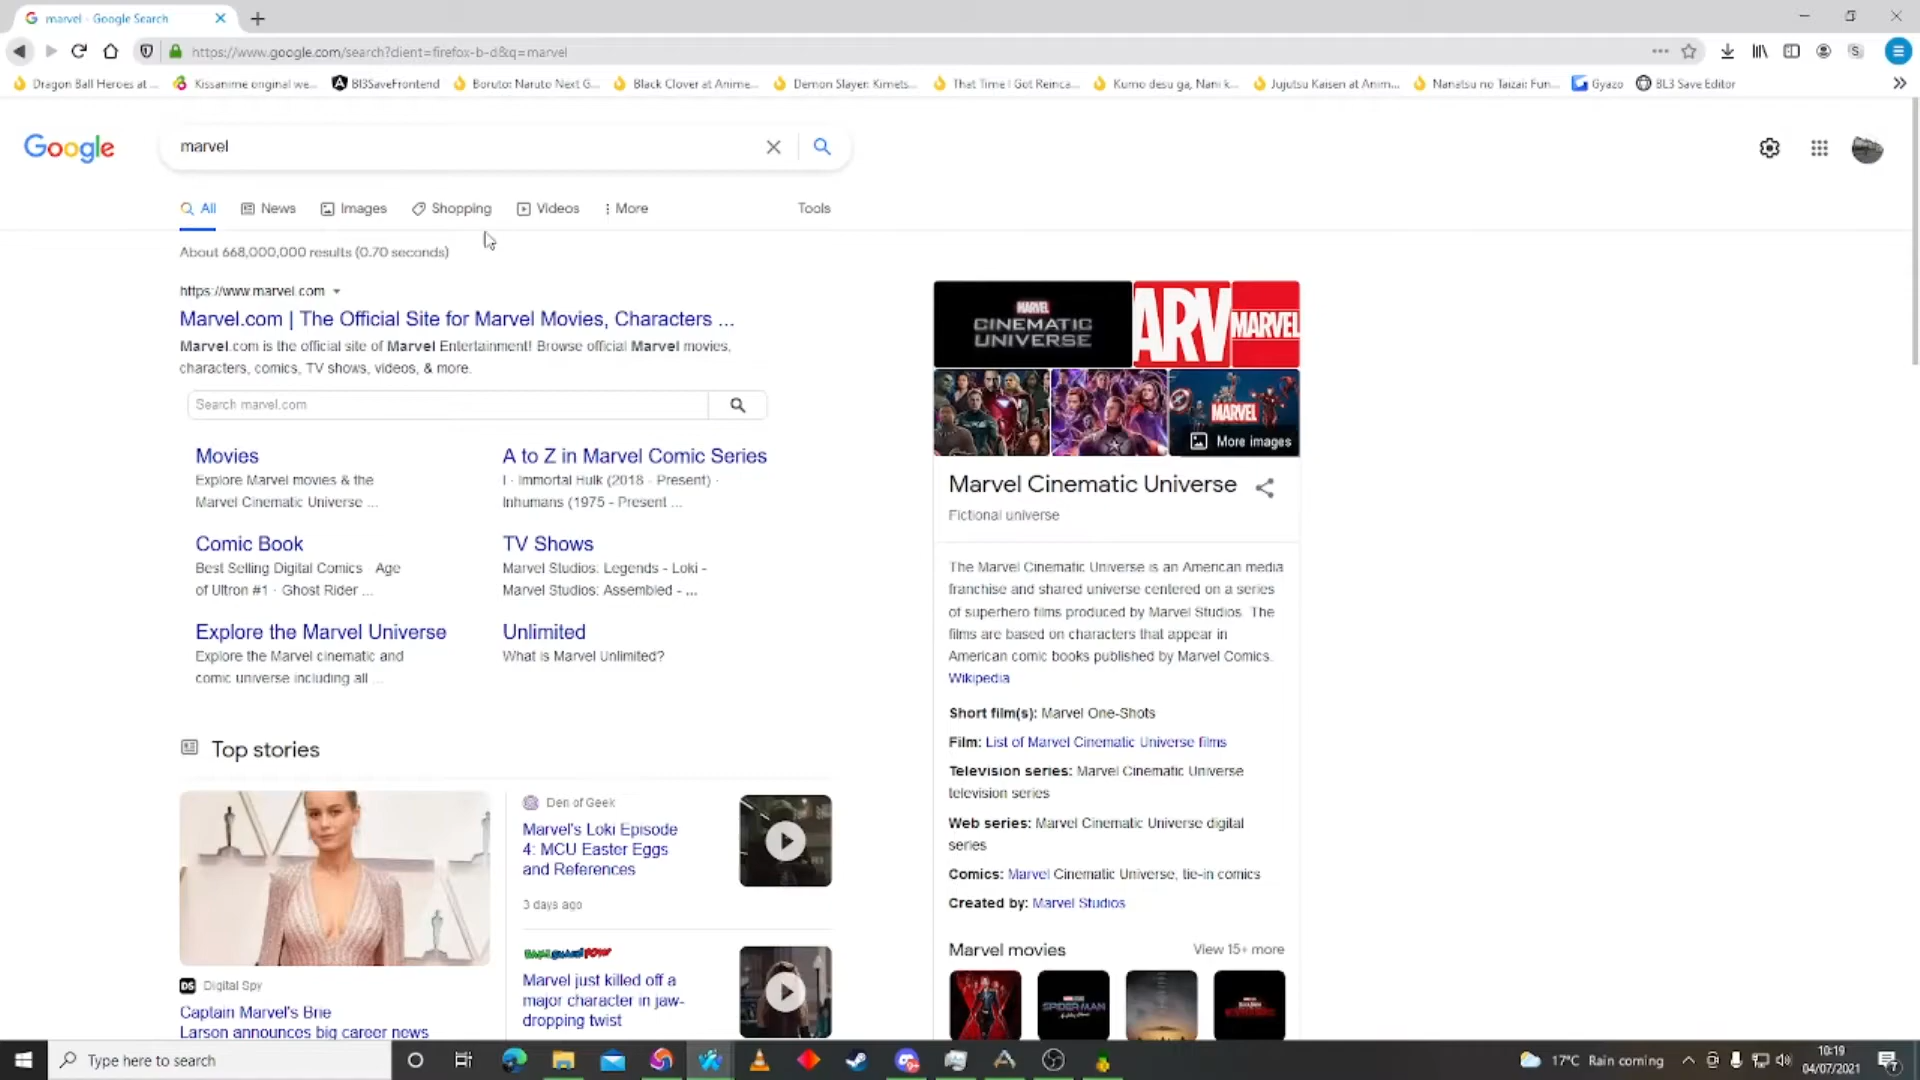 marvel - Google Search
https://www.google.com/search?client=firefox-b-d&q=marvel
Dragon Ball Heroes at ...
Kissanime original we...
BI3SaveFrontend
Boruto: Naruto Next G...
Black Clover at Anime...
Demon Slayer: Kimets...
That Time I Got Reinca...
Kumo desu ga, Nani k...
Jujutsu Kaisen at Anim...
Nanatsu no Taizai: Fun...
Gyazo
BL3 Save Editor
Google
marvel
All
News
Images
Shopping
Videos
More
Tools
About 668,000,000 results (0.70 seconds)
https://www.marvel.com
Marvel.com | The Official Site for Marvel Movies, Characters ...
Marvel.com is the official site of Marvel Entertainment! Browse official Marvel movies,
characters, comics, TV shows, videos, & more.
Search marvel.com
Movies
Explore Marvel movies & the
Marvel Cinematic Universe ...
A to Z in Marvel Comic Series
I · Immortal Hulk (2018 - Present) ·
Inhumans (1975 - Present ...
Comic Book
Best Selling Digital Comics · Age
of Ultron #1 · Ghost Rider ...
TV Shows
Marvel Studios: Legends - Loki -
Marvel Studios: Assembled - ...
Explore the Marvel Universe
Explore the Marvel cinematic and
comic universe including all ...
Unlimited
What is Marvel Unlimited?
Top stories
Digital Spy
Captain Marvel's Brie
Larson announces big career news
Den of Geek
Marvel's Loki Episode
4: MCU Easter Eggs
and References
3 days ago
BAM SMACK POW
Marvel just killed off a
major character in jaw-
dropping twist
MARVEL
CINEMATIC
UNIVERSE
ARV
MARVEL
MARVEL
More images
Marvel Cinematic Universe
Fictional universe
The Marvel Cinematic Universe is an American media
franchise and shared universe centered on a series
of superhero films produced by Marvel Studios. The
films are based on characters that appear in
American comic books published by Marvel Comics.
Wikipedia
Short film(s): Marvel One-Shots
Film: List of Marvel Cinematic Universe films
Television series: Marvel Cinematic Universe
television series
Web series: Marvel Cinematic Universe digital
series
Comics: Marvel Cinematic Universe, tie-in comics
Created by: Marvel Studios
Marvel movies
View 15+ more
SPIDER-MAN
Type here to search
17°C Rain coming
10:19
04/07/2021